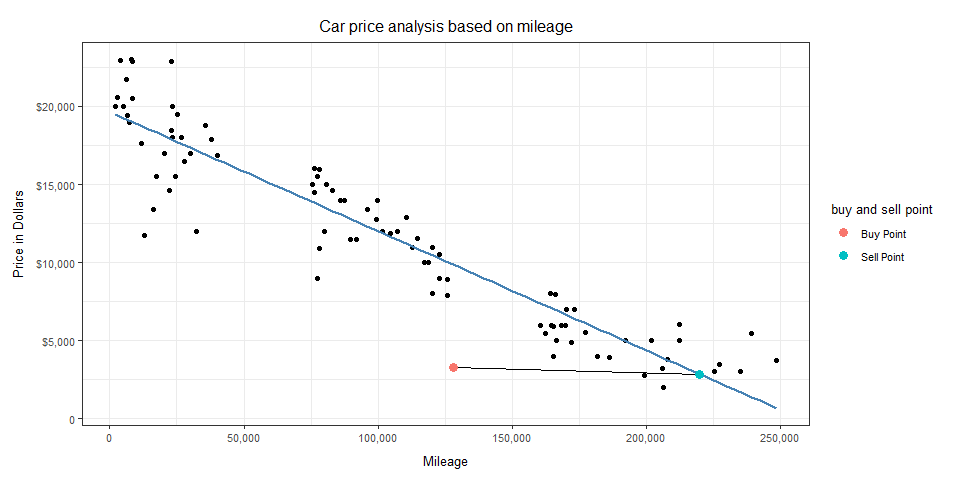 Car price analysis based on mileage
Price in Dollars
$20,000
$15,000
$10,000
$5,000
0
0
50,000
100,000
150,000
200,000
250,000
Mileage
buy and sell point
Buy Point
Sell Point